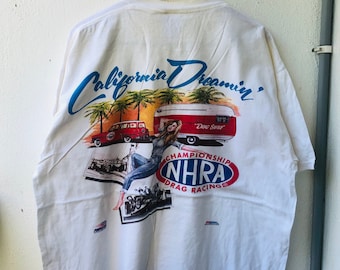 California Dreamin'
CHAMPIONSHIP
NHRA
DRAG RACING